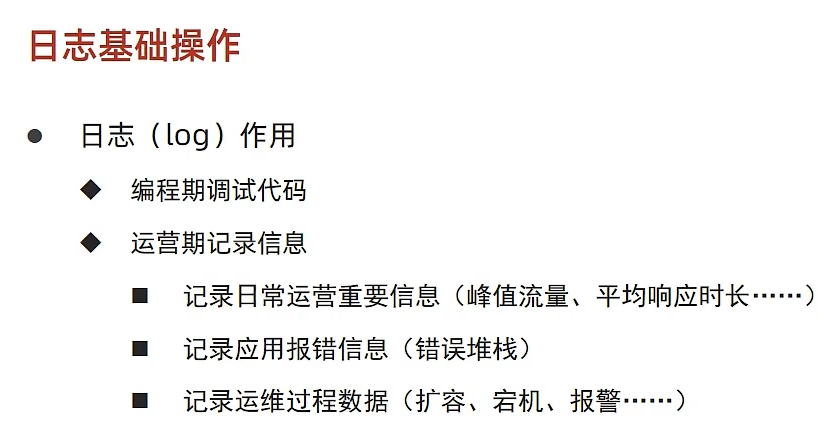 日志基础操作
● 日志（log）作用
◆ 编程期调试代码
◆ 运营期记录信息
■ 记录日常运营重要信息（峰值流量、平均响应时长……）
■ 记录应用报错信息（错误堆栈）
■ 记录运维过程数据（扩容、宕机、报警……）